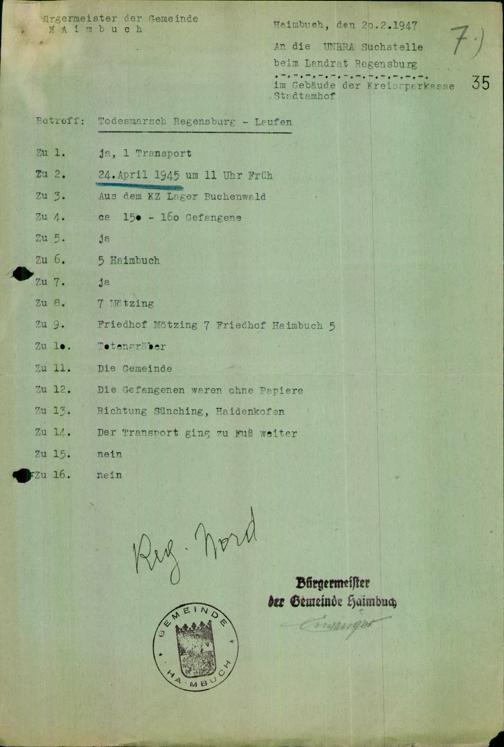 Bürgermeister der Gemeinde
H a i m b u c h
Haimbuch, den 20.2.1947
7.)
An die UNRRA Suchstelle
beim Landrat Regensburg
im Gebäude der Kreissparkasse
35
Stadtamhof
Betreff: Todesmarsch Regensburg - Laufen
Zu 1. ja, 1 Transport
Zu 2. 24.April 1945 um 11 Uhr Früh
Zu 3. Aus dem KZ Lager Buchenwald
Zu 4. ca 150 - 160 Gefangene
Zu 5. ja
Zu 6. 5 Haimbuch
Zu 7. ja
Zu 8. 7 Mötzing
Zu 9. Friedhof Mötzing 7 Friedhof Haimbuch 5
Zu 10. Totengräber
Zu 11. Die Gemeinde
Zu 12. Die Gefangenen waren ohne Papiere
Zu 13. Richtung Sünching, Haidenkofen
Zu 14. Der Transport ging zu Fuß weiter
Zu 15. nein
Zu 16. nein
Reg. Nord
Bürgermeister
der Gemeinde Haimbuch
GEMEINDE
HAIMBUCH